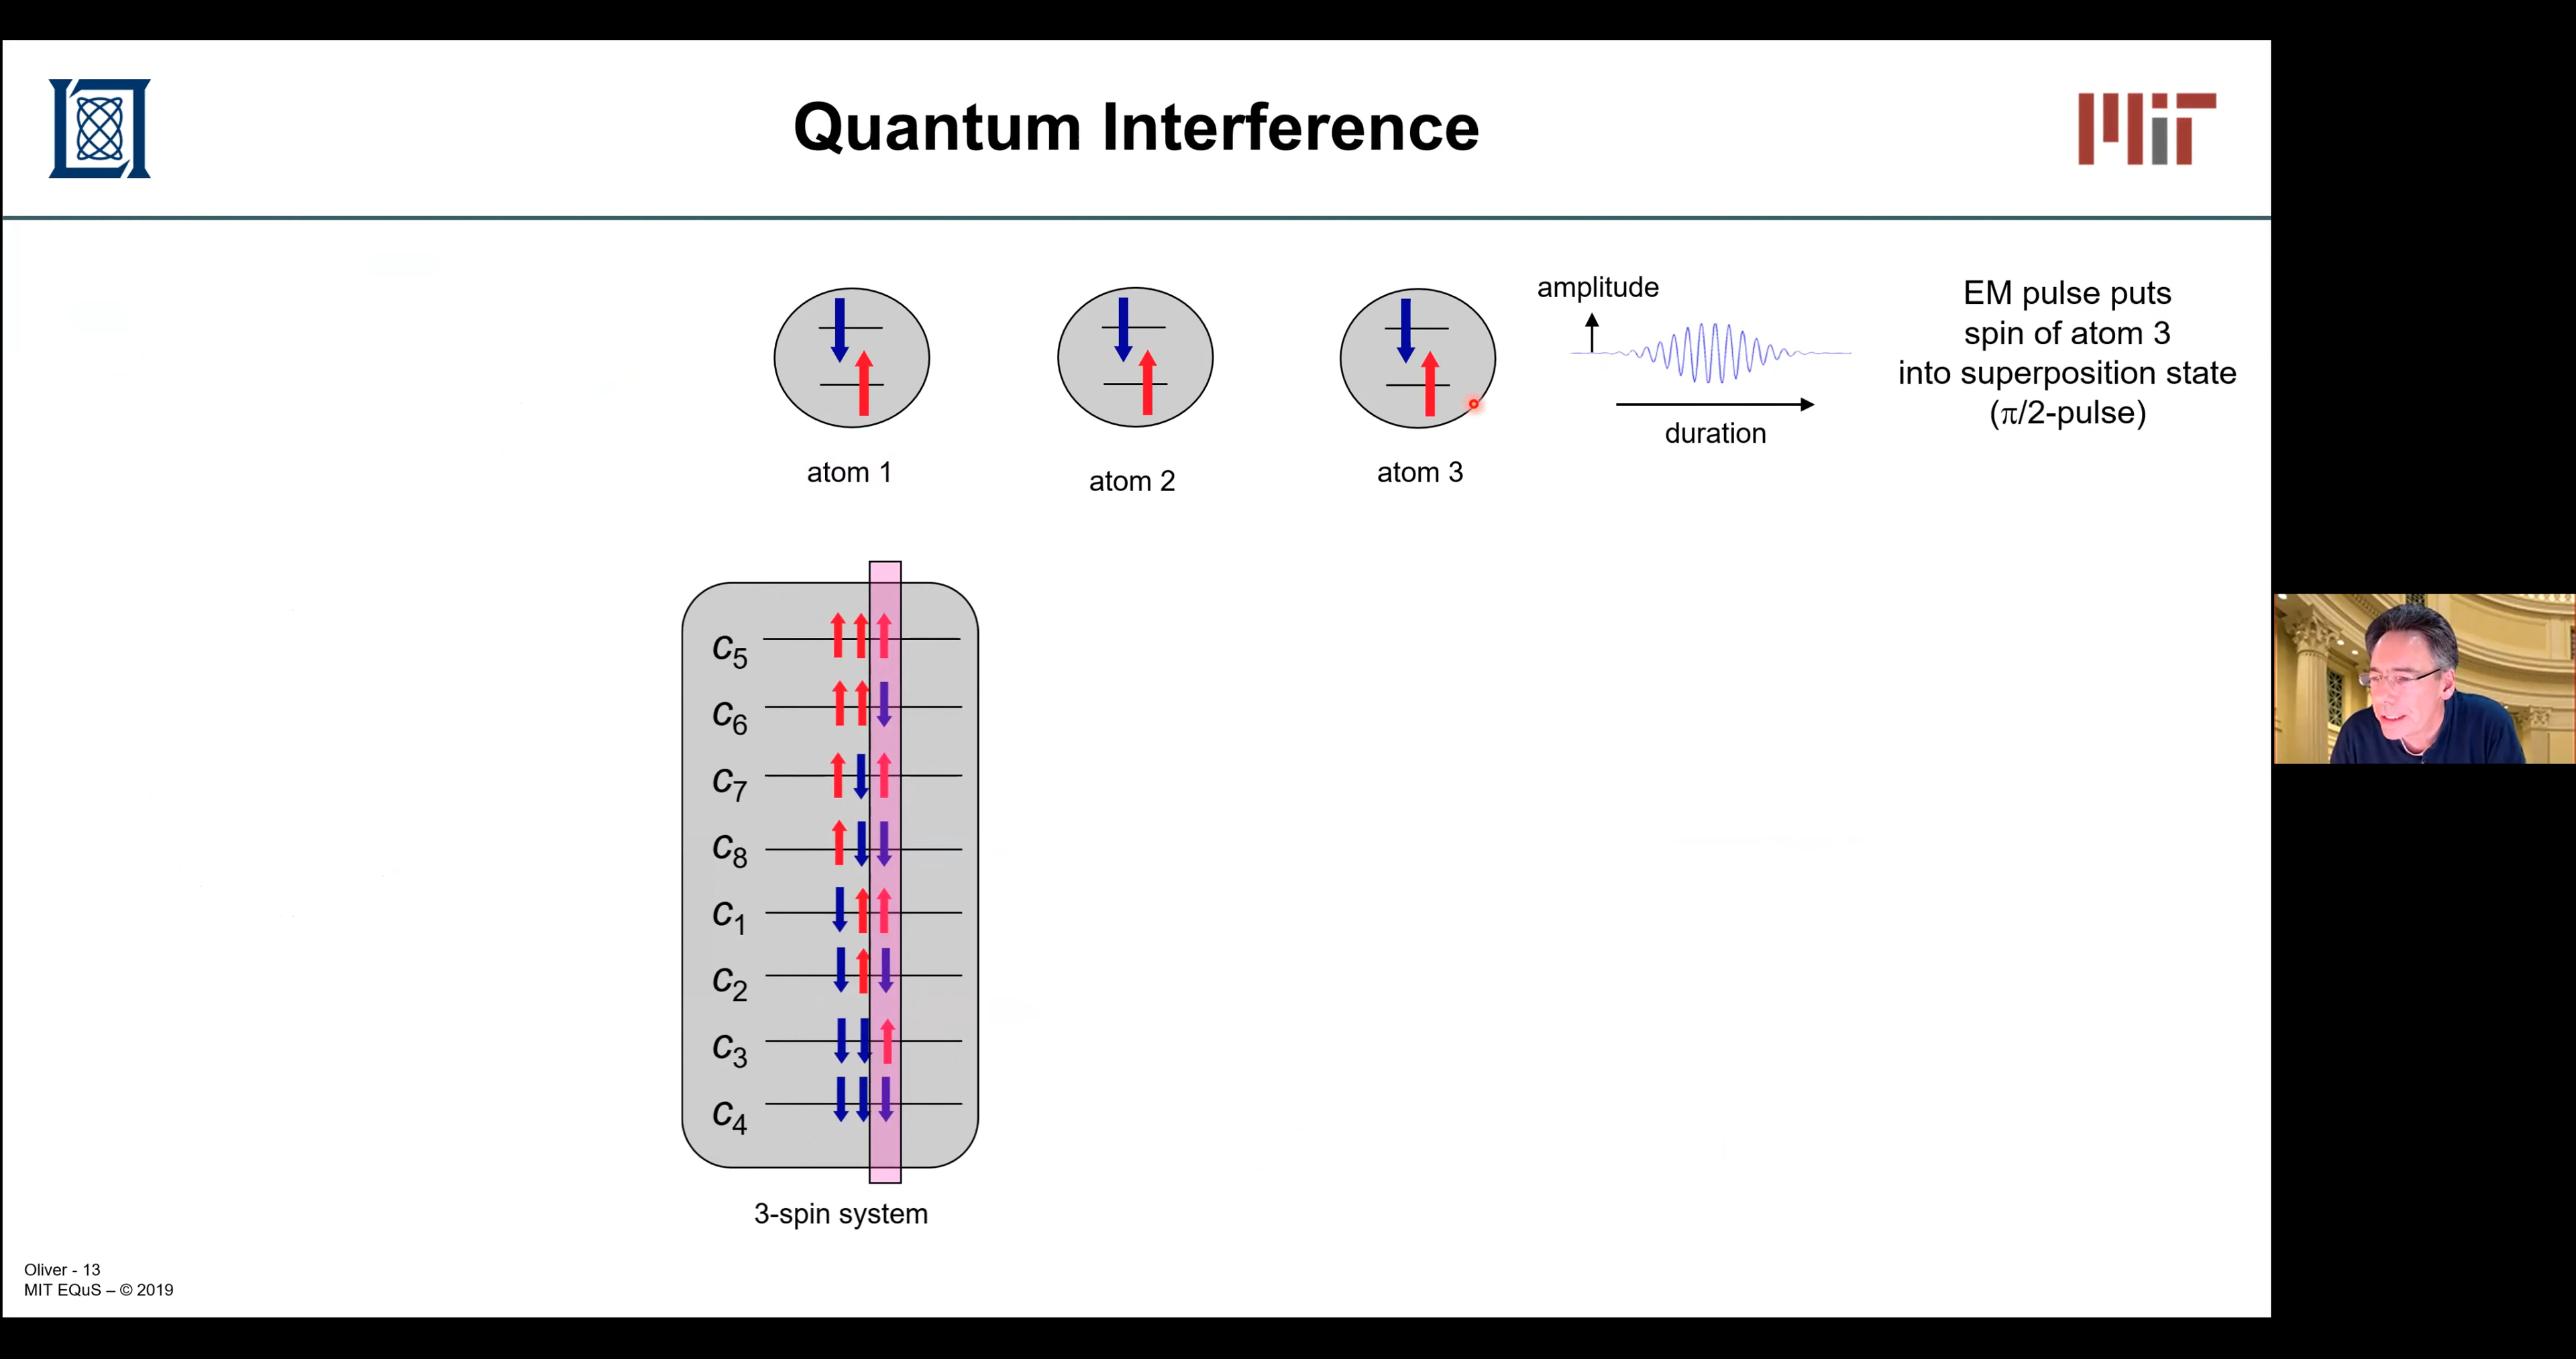 MIT
Quantum Interference
amplitude
duration
EM pulse puts
spin of atom 3
into superposition state
(π/2-pulse)
atom 1
atom 2
atom 3
c5
c6
c7
c8
c1
c2
c3
c4
3-spin system
Oliver - 13
MIT EQuS – © 2019